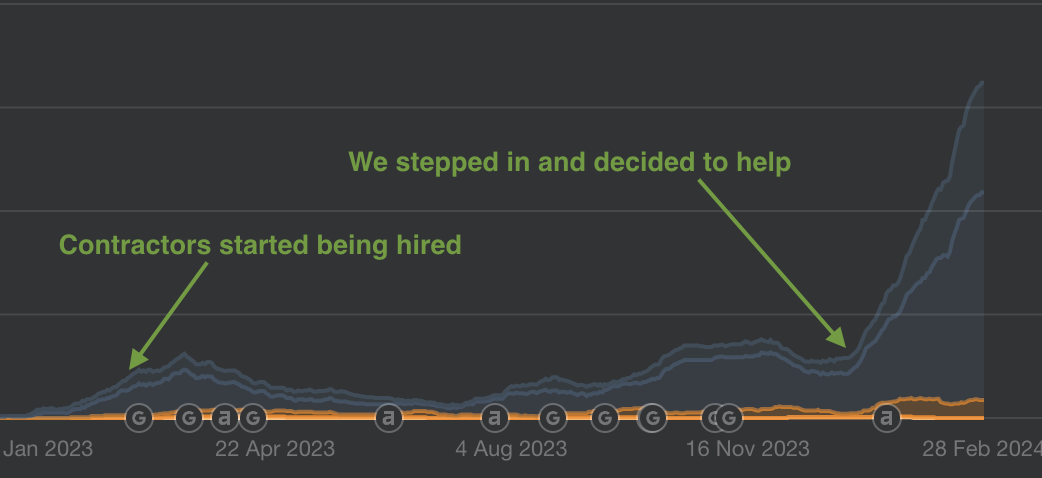 We stepped in and decided to help
Contractors started being hired
G G a G a a G G G G a
Jan 2023 22 Apr 2023 4 Aug 2023 16 Nov 2023 28 Feb 2024